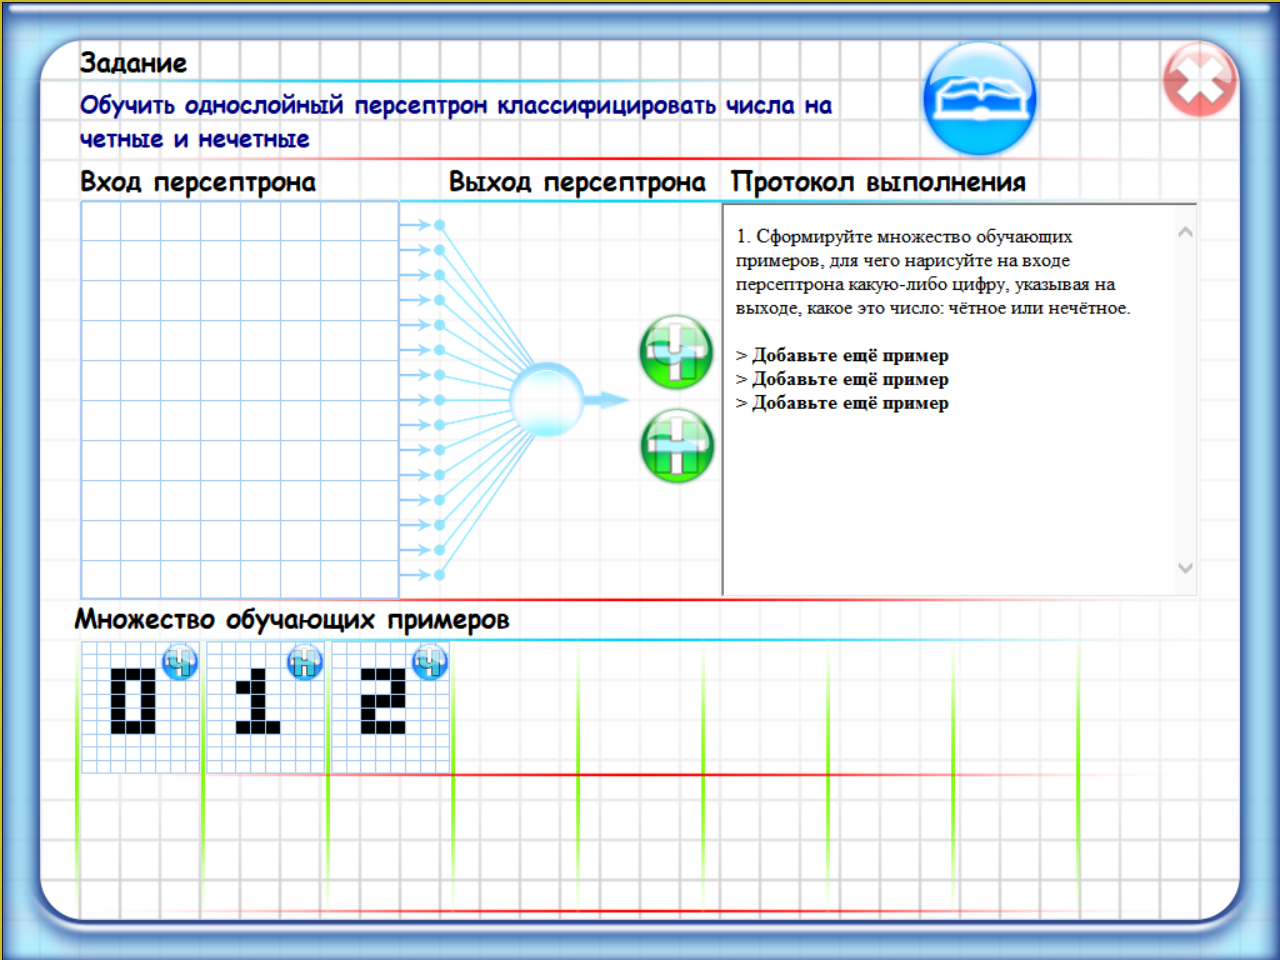 Задание
Обучить однослойный персептрон классифицировать числа на
четные и нечетные
Вход персептрона
Выход персептрона
Протокол выполнения
1. Сформируйте множество обучающих
примеров, для чего нарисуйте на входе
персептрона какую-либо цифру, указывая на
выходе, какое это число: чётное или нечётное.
> Добавьте ещё пример
> Добавьте ещё пример
> Добавьте ещё пример
Ч
Н
Множество обучающих примеров
0 Ч
1 Н
2 Ч